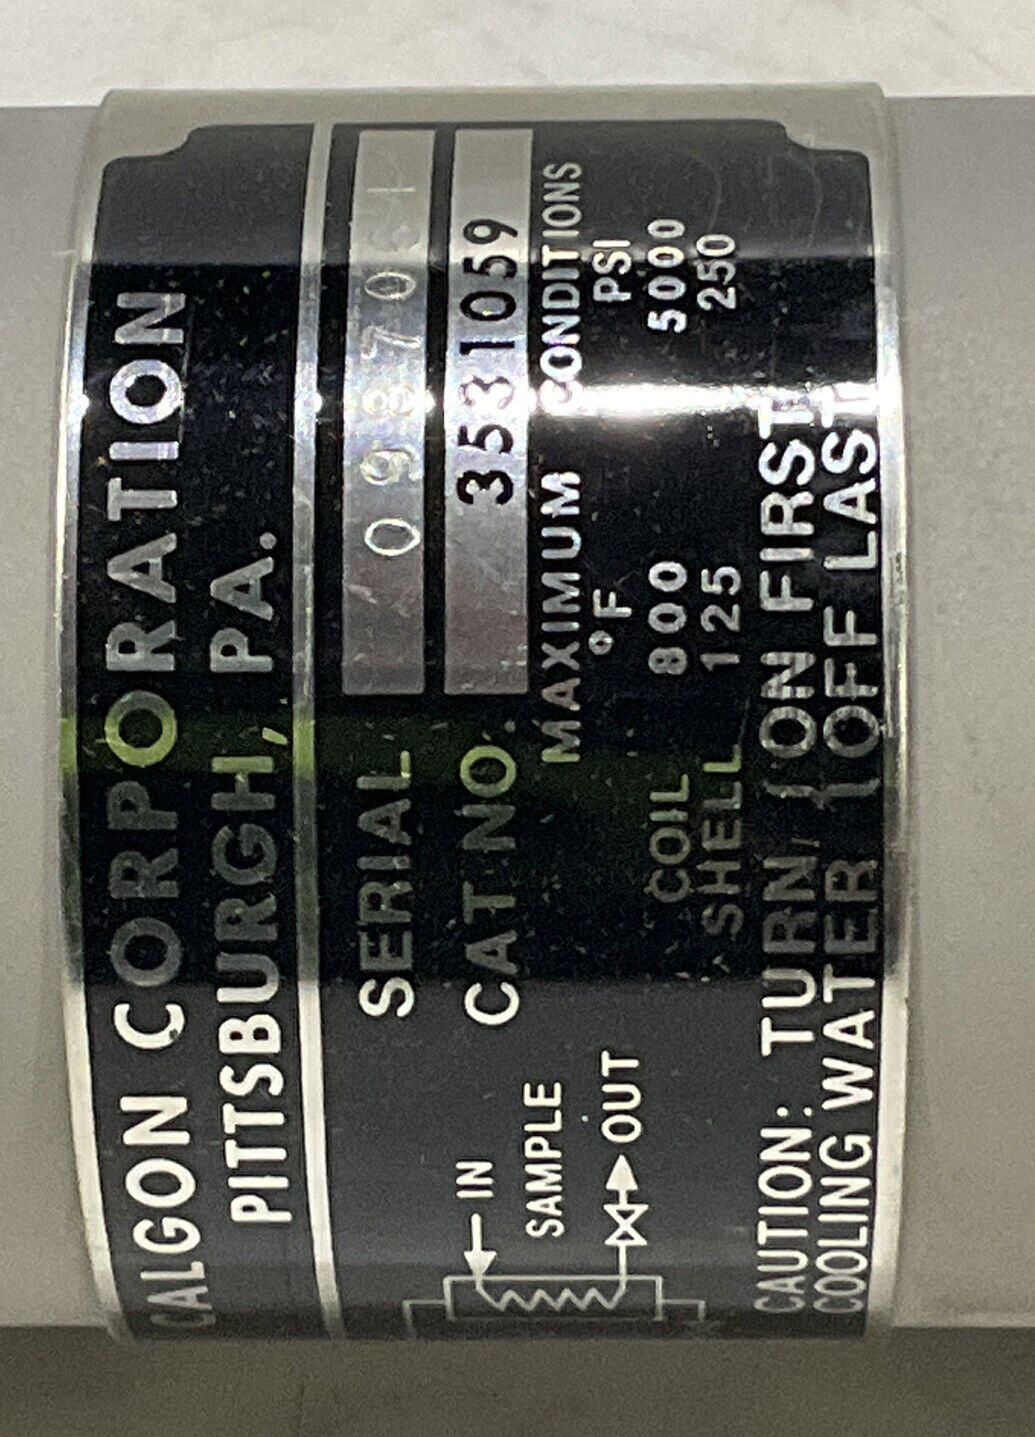 CALGON CORPORATION
PITTSBURGH, PA.
SERIAL
CAT NO. 3531059
MAXIMUM CONDITIONS
°F PSI
COIL 800 5000
SHELL 125 250
IN
SAMPLE
OUT
CAUTION: TURN { ON FIRST
COOLING WATER { OFF LAST